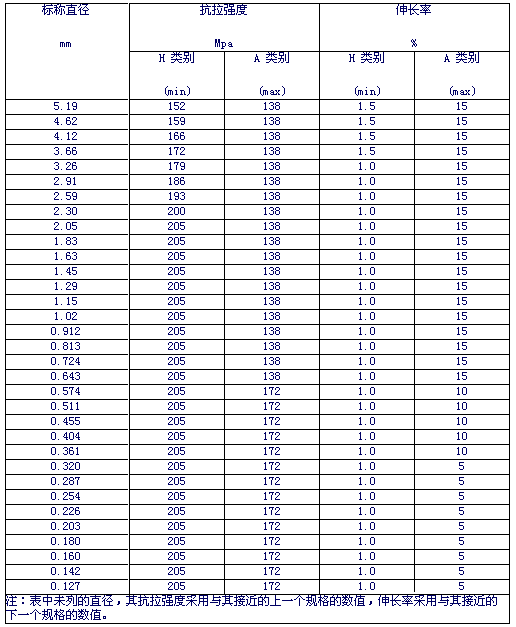 标称直径 抗拉强度 伸长率
mm Mpa %
H 类别 A 类别 H 类别 A 类别
(min) (max) (min) (max)
5.19 152 138 1.5 15
4.62 159 138 1.5 15
4.12 166 138 1.5 15
3.66 172 138 1.5 15
3.26 179 138 1.0 15
2.91 186 138 1.0 15
2.59 193 138 1.0 15
2.30 200 138 1.0 15
2.05 205 138 1.0 15
1.83 205 138 1.0 15
1.63 205 138 1.0 15
1.45 205 138 1.0 15
1.29 205 138 1.0 15
1.15 205 138 1.0 15
1.02 205 138 1.0 15
0.912 205 138 1.0 15
0.813 205 138 1.0 15
0.724 205 138 1.0 15
0.643 205 138 1.0 15
0.574 205 172 1.0 10
0.511 205 172 1.0 10
0.455 205 172 1.0 10
0.404 205 172 1.0 10
0.361 205 172 1.0 10
0.320 205 172 1.0 5
0.287 205 172 1.0 5
0.254 205 172 1.0 5
0.226 205 172 1.0 5
0.203 205 172 1.0 5
0.180 205 172 1.0 5
0.160 205 172 1.0 5
0.142 205 172 1.0 5
0.127 205 172 1.0 5
注：表中未列的直径，其抗拉强度采用与其接近的上一个规格的数值，伸长率采用与其接近的
下一个规格的数值。